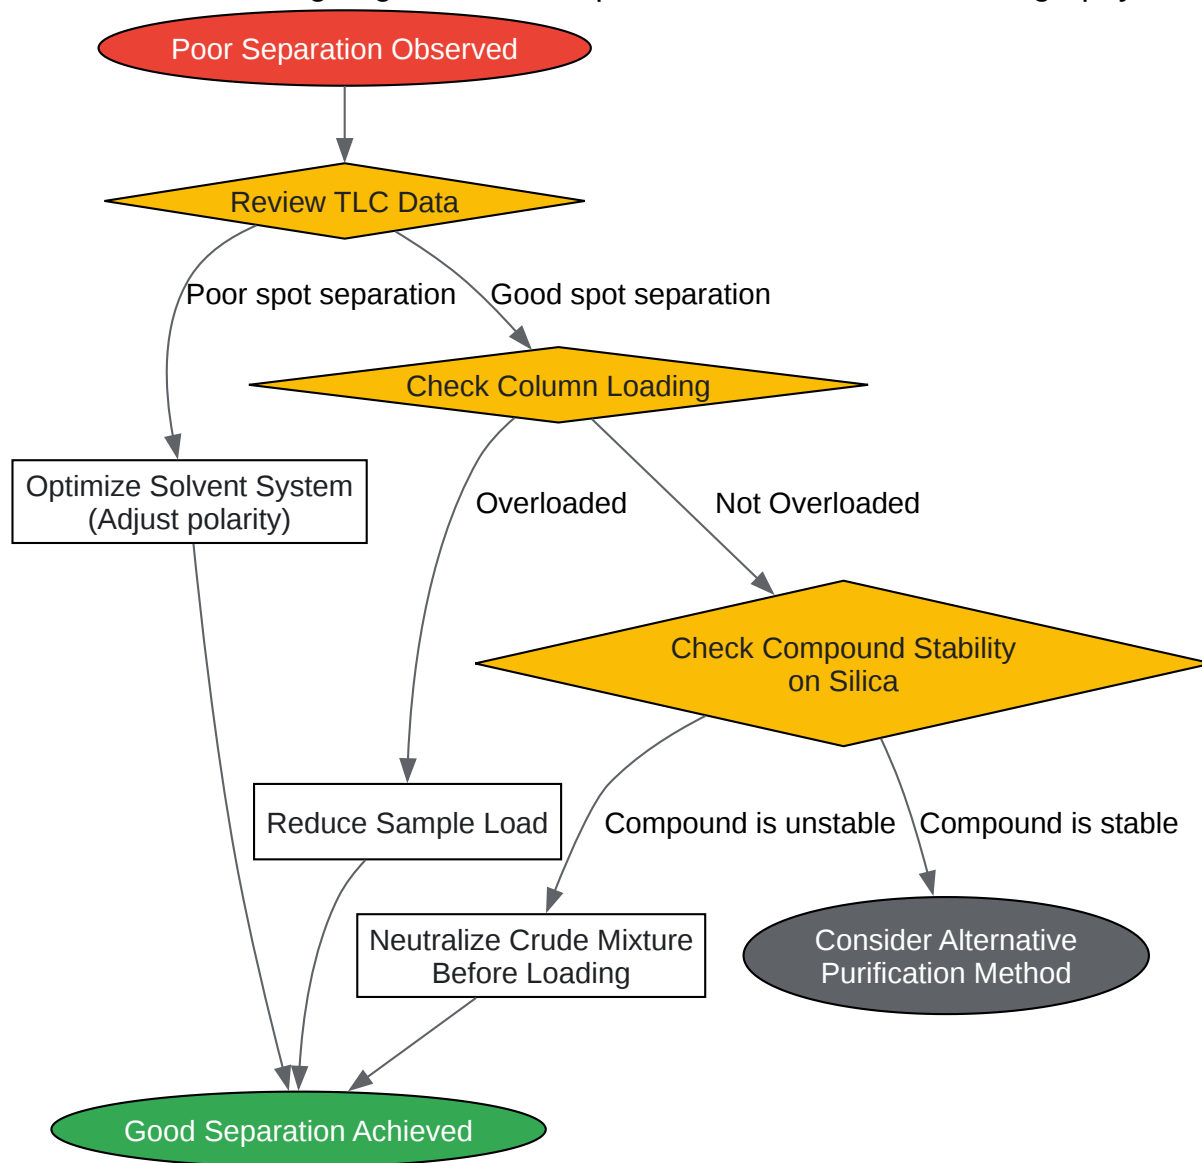 Poor Separation Observed
Review TLC Data
Poor spot separation
Good spot separation
Check Column Loading
Optimize Solvent System
(Adjust polarity)
Overloaded
Not Overloaded
Check Compound Stability
on Silica
Reduce Sample Load
Compound is unstable
Compound is stable
Neutralize Crude Mixture
Before Loading
Consider Alternative
Purification Method
Good Separation Achieved